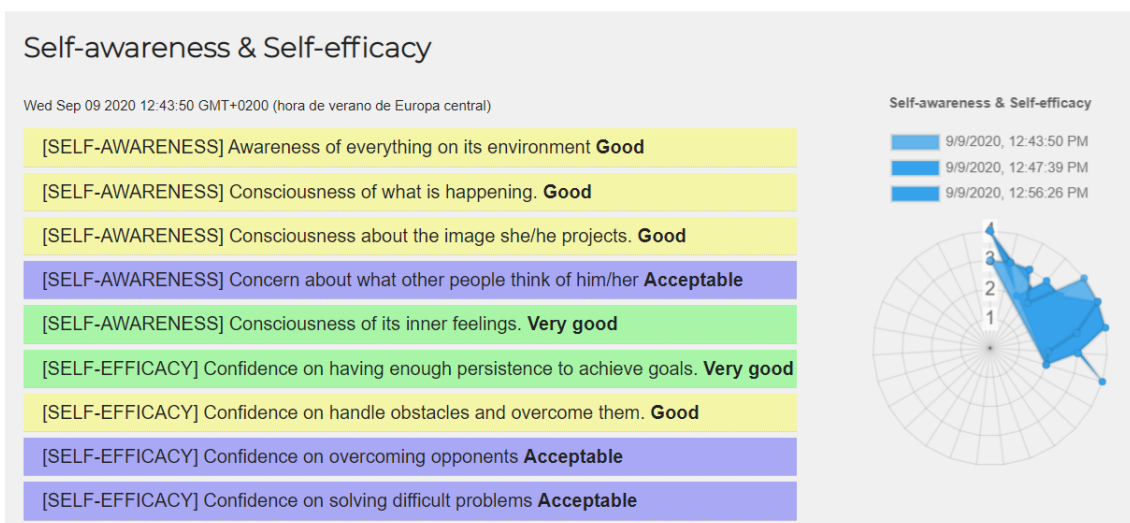 Self-awareness & Self-efficacy
Wed Sep 09 2020 12:43:50 GMT+0200 (hora de verano de Europa central)
[SELF-AWARENESS] Awareness of everything on its environment Good
[SELF-AWARENESS] Consciousness of what is happening. Good
[SELF-AWARENESS] Consciousness about the image she/he projects. Good
[SELF-AWARENESS] Concern about what other people think of him/her Acceptable
[SELF-AWARENESS] Consciousness of its inner feelings. Very good
[SELF-EFFICACY] Confidence on having enough persistence to achieve goals. Very good
[SELF-EFFICACY] Confidence on handle obstacles and overcome them. Good
[SELF-EFFICACY] Confidence on overcoming opponents Acceptable
[SELF-EFFICACY] Confidence on solving difficult problems Acceptable
Self-awareness & Self-efficacy
9/9/2020, 12:43:50 PM
9/9/2020, 12:47:39 PM
9/9/2020, 12:56:26 PM
4
3
2
1